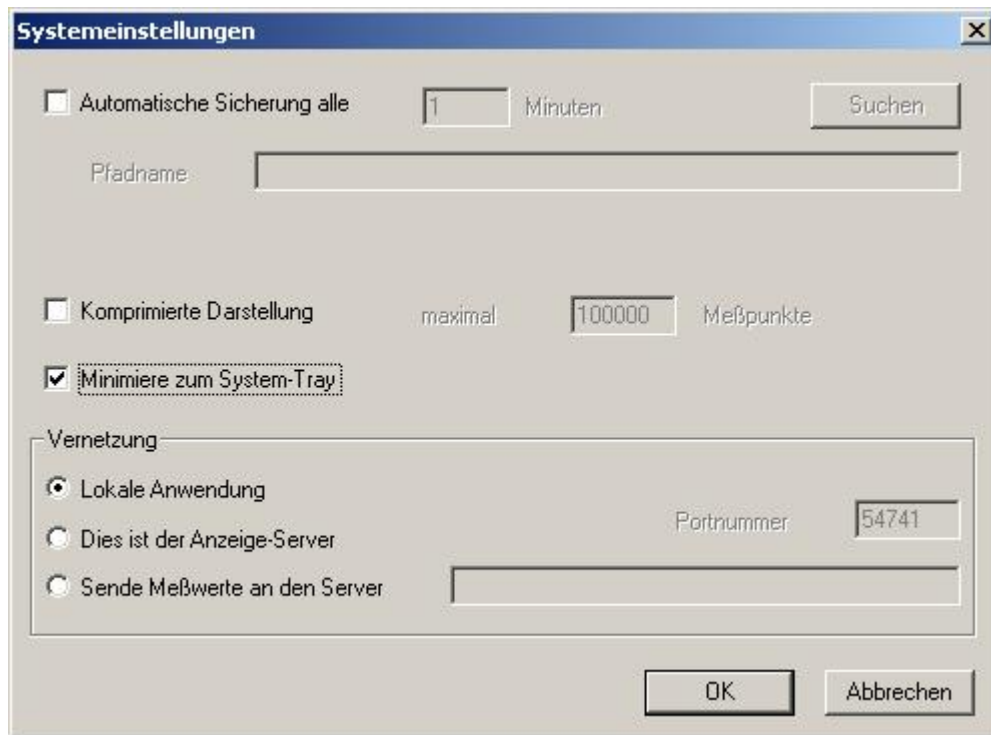 Systemeinstellungen
Automatische Sicherung alle 1 Minuten Suchen
Pfadname
Komprimierte Darstellung maximal 100000 Meßpunkte
Minimiere zum System-Tray
Vernetzung
Lokale Anwendung
Portnummer 54741
Dies ist der Anzeige-Server
Sende Meßwerte an den Server
OK Abbrechen